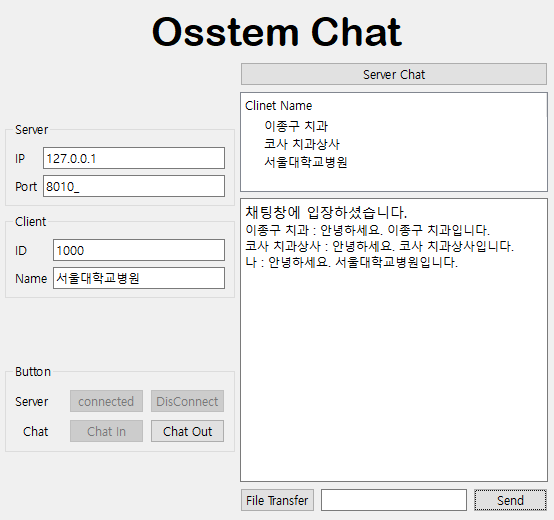 Osstem Chat
Server
IP 127.0.0.1
Port 8010_
Client
ID 1000
Name 서울대학교병원
Button
Server connected DisConnect
Chat Chat In Chat Out
Server Chat
Clinet Name
이종구 치과
코사 치과상사
서울대학교병원
채팅창에 입장하셨습니다.
이종구 치과 : 안녕하세요. 이종구 치과입니다.
코사 치과상사 : 안녕하세요. 코사 치과상사입니다.
나 : 안녕하세요. 서울대학교병원입니다.
File Transfer Send